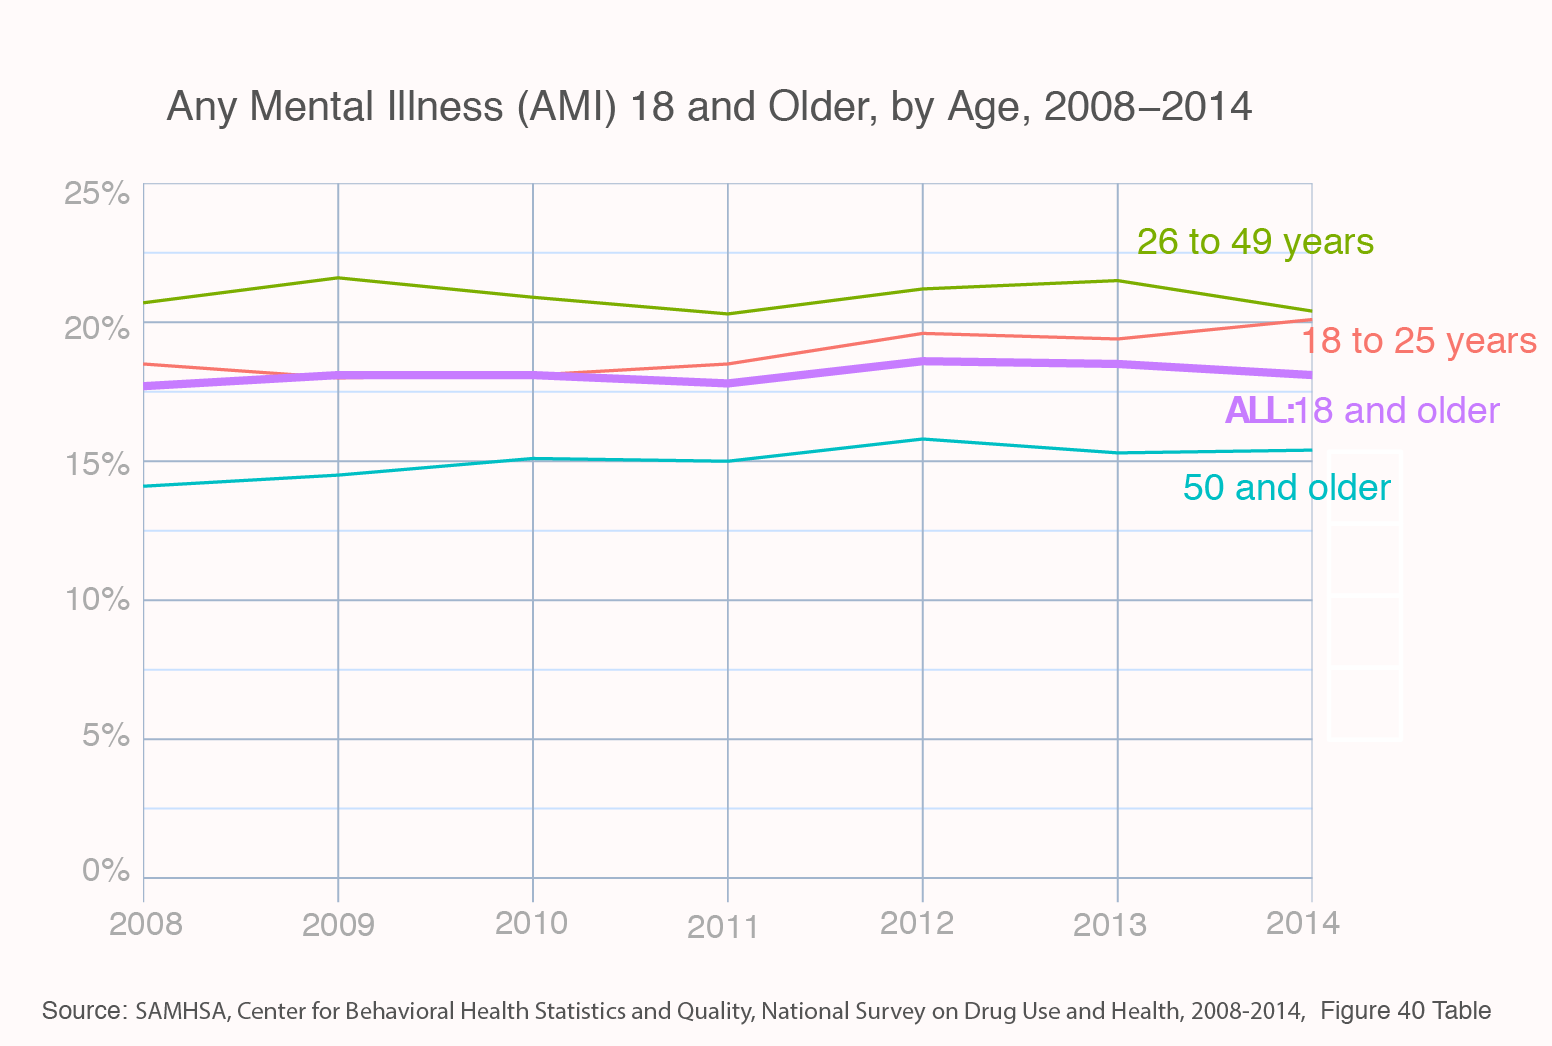 Any Mental Illness (AMI) 18 and Older, by Age, 2008–2014
25%
26 to 49 years
20%
18 to 25 years
ALL:18 and older
15%
50 and older
10%
5%
0%
2008 2009 2010 2011 2012 2013 2014
Source: SAMHSA, Center for Behavioral Health Statistics and Quality, National Survey on Drug Use and Health, 2008-2014, Figure 40 Table